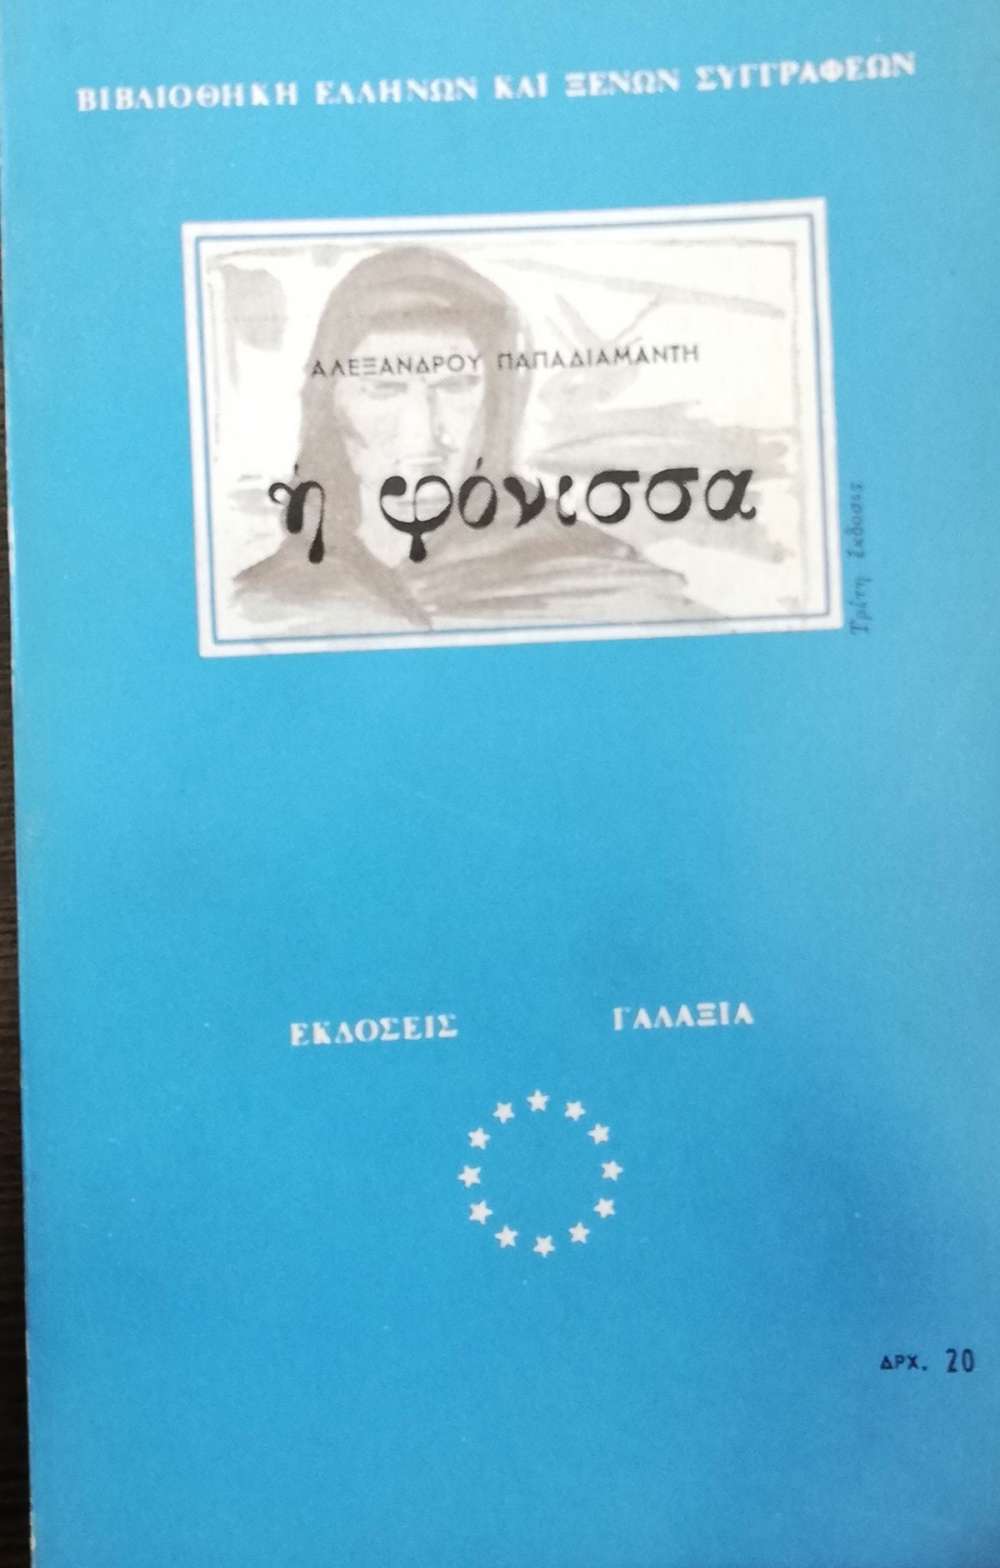 ΒΙΒΛΙΟΘΗΚΗ ΕΛΛΗΝΩΝ ΚΑΙ ΞΕΝΩΝ ΣΥΓΓΡΑΦΕΩΝ
ΑΛΕΞΑΝΔΡΟΥ ΠΑΠΑΔΙΑΜΑΝΤΗ
ἡ φόνισσα
Τρίτη ἔκδοσις
ΕΚΔΟΣΕΙΣ ΓΑΛΑΞΙΑ
ΔΡΧ. 20